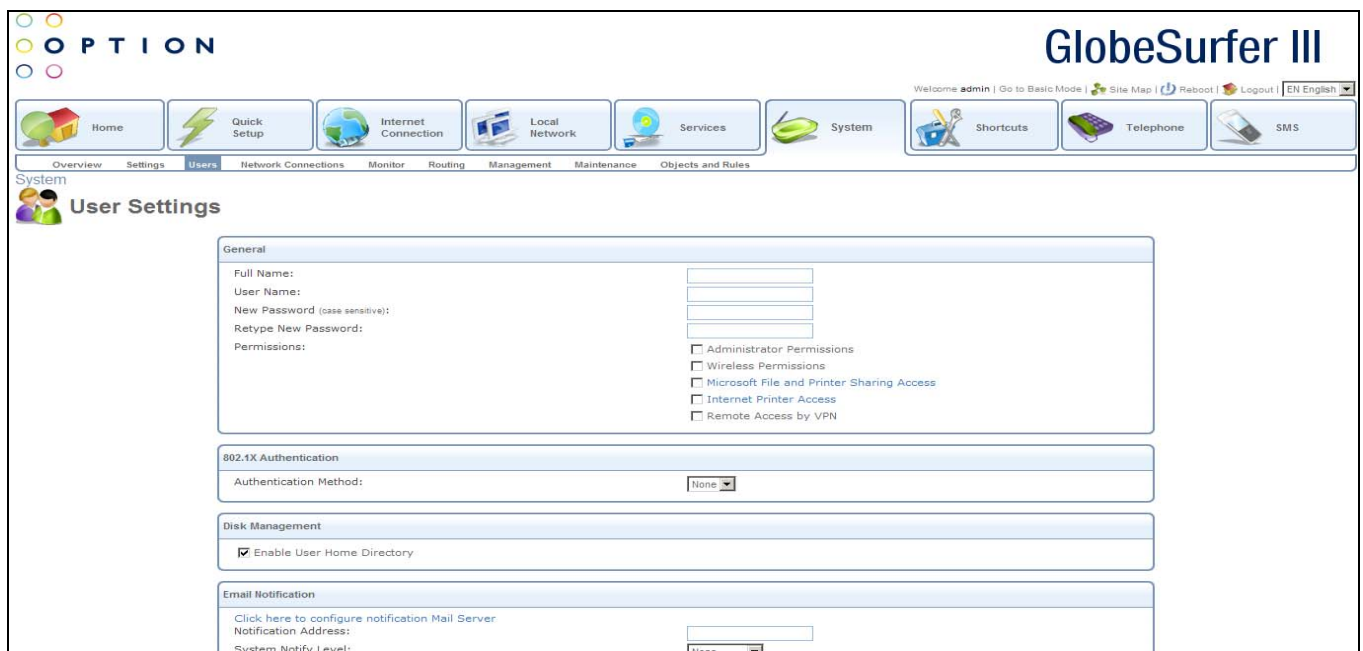 OPTION
GlobeSurfer III
Welcome admin | Go to Basic Mode | Site Map | Reboot | Logout | EN English
Home
Quick Setup
Internet Connection
Local Network
Services
System
Shortcuts
Telephone
SMS
Overview Settings Users Network Connections Monitor Routing Management Maintenance Objects and Rules
System
User Settings
General
Full Name:
User Name:
New Password (case sensitive):
Retype New Password:
Permissions:
Administrator Permissions
Wireless Permissions
Microsoft File and Printer Sharing Access
Internet Printer Access
Remote Access by VPN
802.1X Authentication
Authentication Method: None
Disk Management
Enable User Home Directory
Email Notification
Click here to configure notification Mail Server
Notification Address:
System Notify Level: None